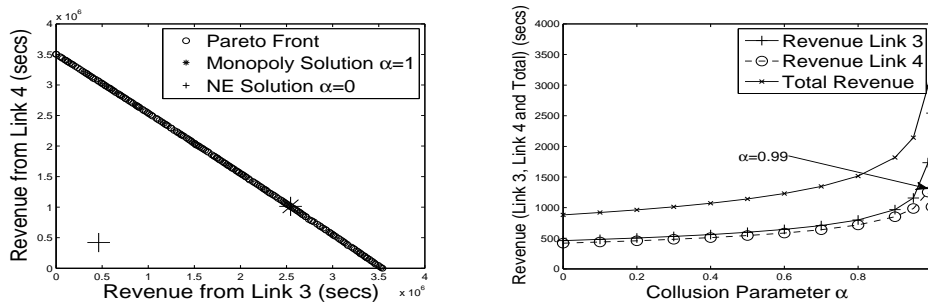 x 10^6
4
3.5
3
2.5
2
1.5
1
0.5
0
Revenue from Link 4 (secs)
Pareto Front
Monopoly Solution α=1
NE Solution α=0
0 0.5 1 1.5 2 2.5 3 3.5 4
Revenue from Link 3 (secs)
x 10^6
4000
3500
3000
2500
2000
1500
1000
500
0
Revenue (Link 3, Link 4 and Total) (secs)
Revenue Link 3
Revenue Link 4
Total Revenue
α=0.99
0 0.2 0.4 0.6 0.8
Collusion Parameter α